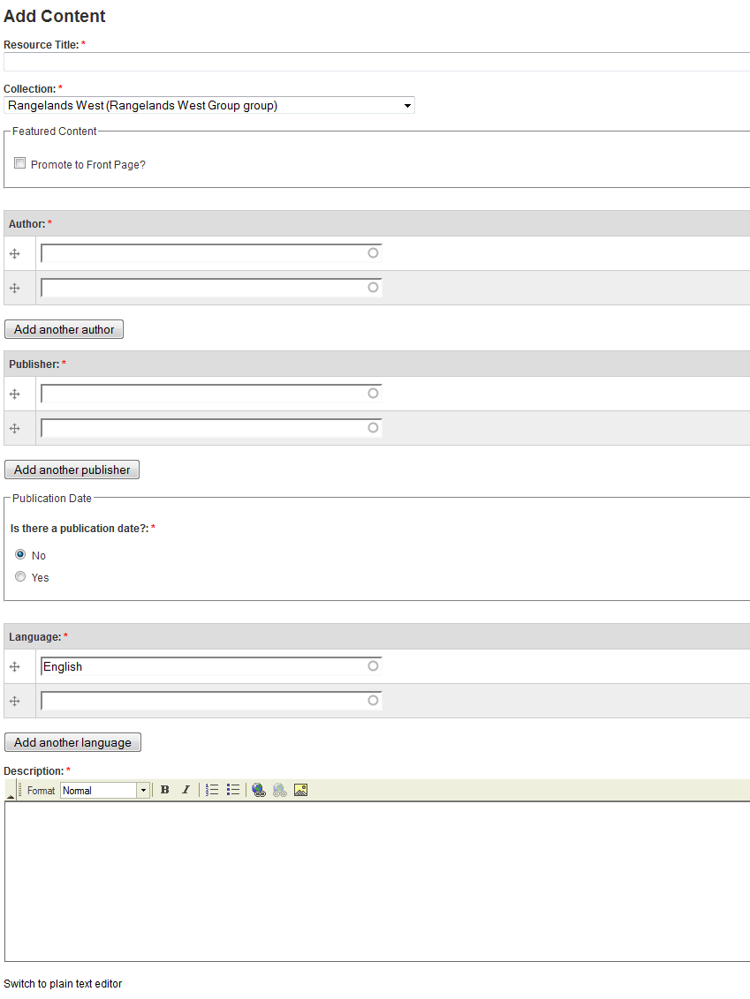 Add Content
Resource Title: *
Collection: *
Rangelands West (Rangelands West Group group)
Featured Content
Promote to Front Page?
Author: *
Add another author
Publisher: *
Add another publisher
Publication Date
Is there a publication date?: *
No
Yes
Language: *
English
Add another language
Description: *
Format Normal B I
Switch to plain text editor